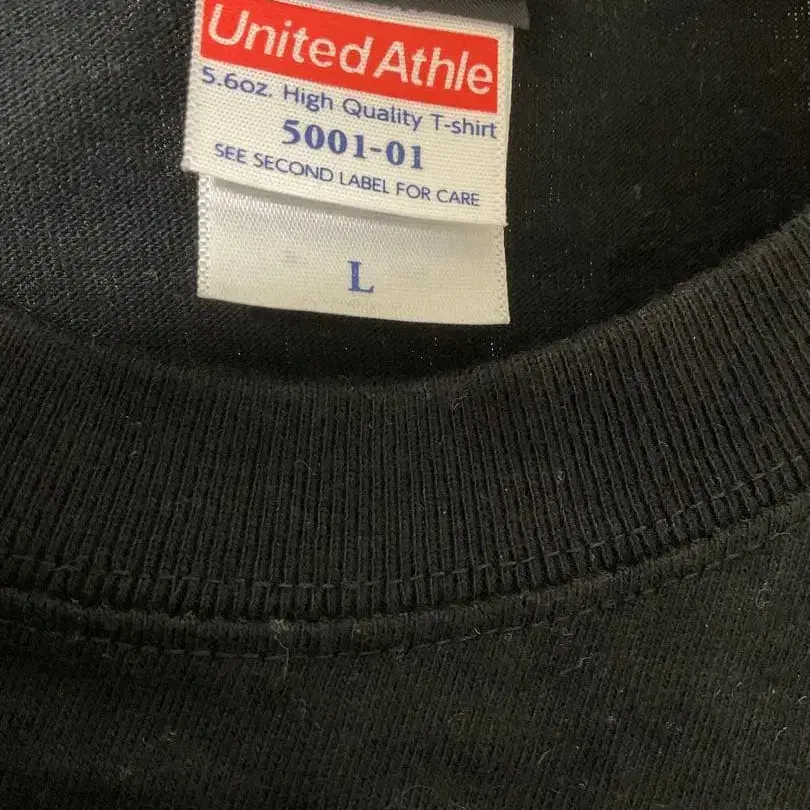 United Athle
5.6oz. High Quality T-shirt
5001-01
SEE SECOND LABEL FOR CARE
L